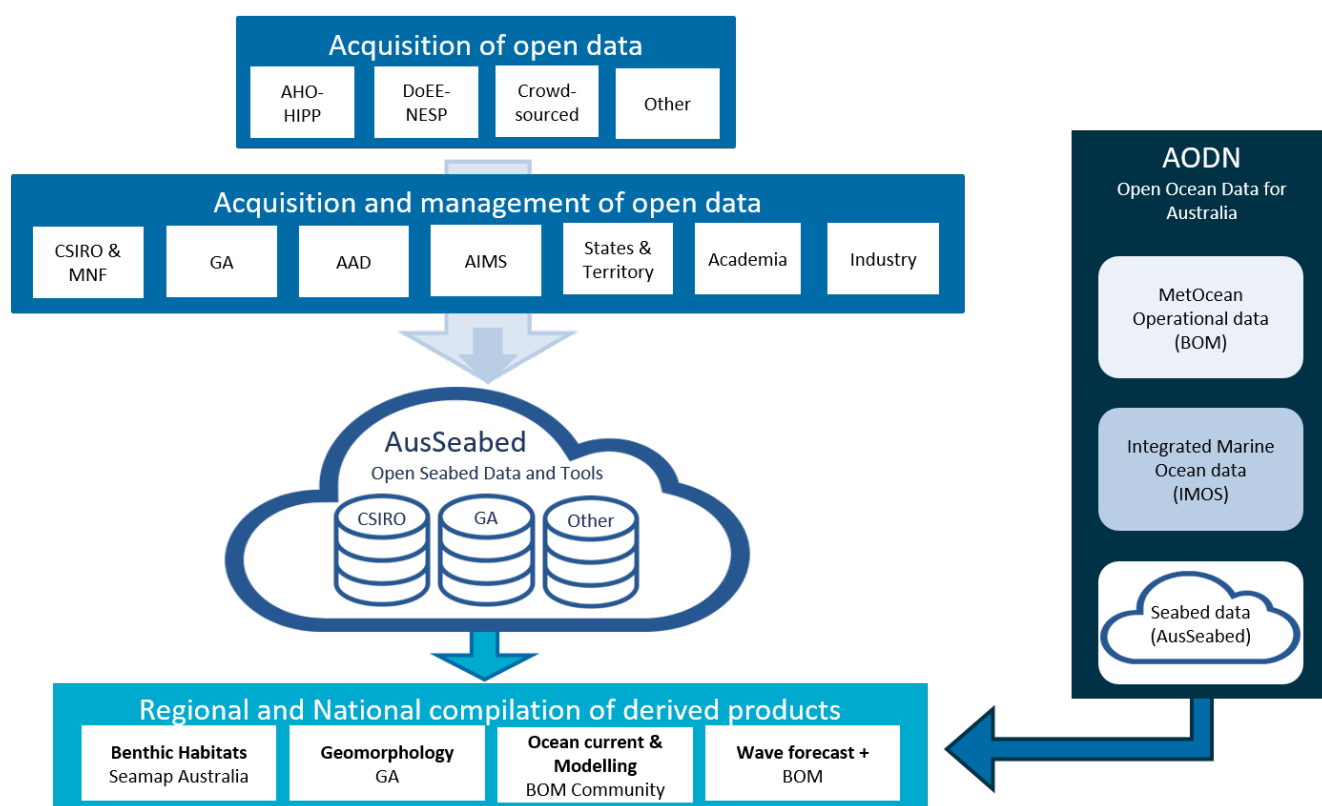 Acquisition of open data
AHO-
HIPP
DoEE-
NESP
Crowd-
sourced
Other
Acquisition and management of open data
CSIRO &
MNF
GA
AAD
AIMS
States &
Territory
Academia
Industry
AusSeabed
Open Seabed Data and Tools
CSIRO
GA
Other
Regional and National compilation of derived products
Benthic Habitats
Seamap Australia
Geomorphology
GA
Ocean current &
Modelling
BOM Community
Wave forecast +
BOM
AODN
Open Ocean Data for
Australia
MetOcean
Operational data
(BOM)
Integrated Marine
Ocean data
(IMOS)
Seabed data
(AusSeabed)